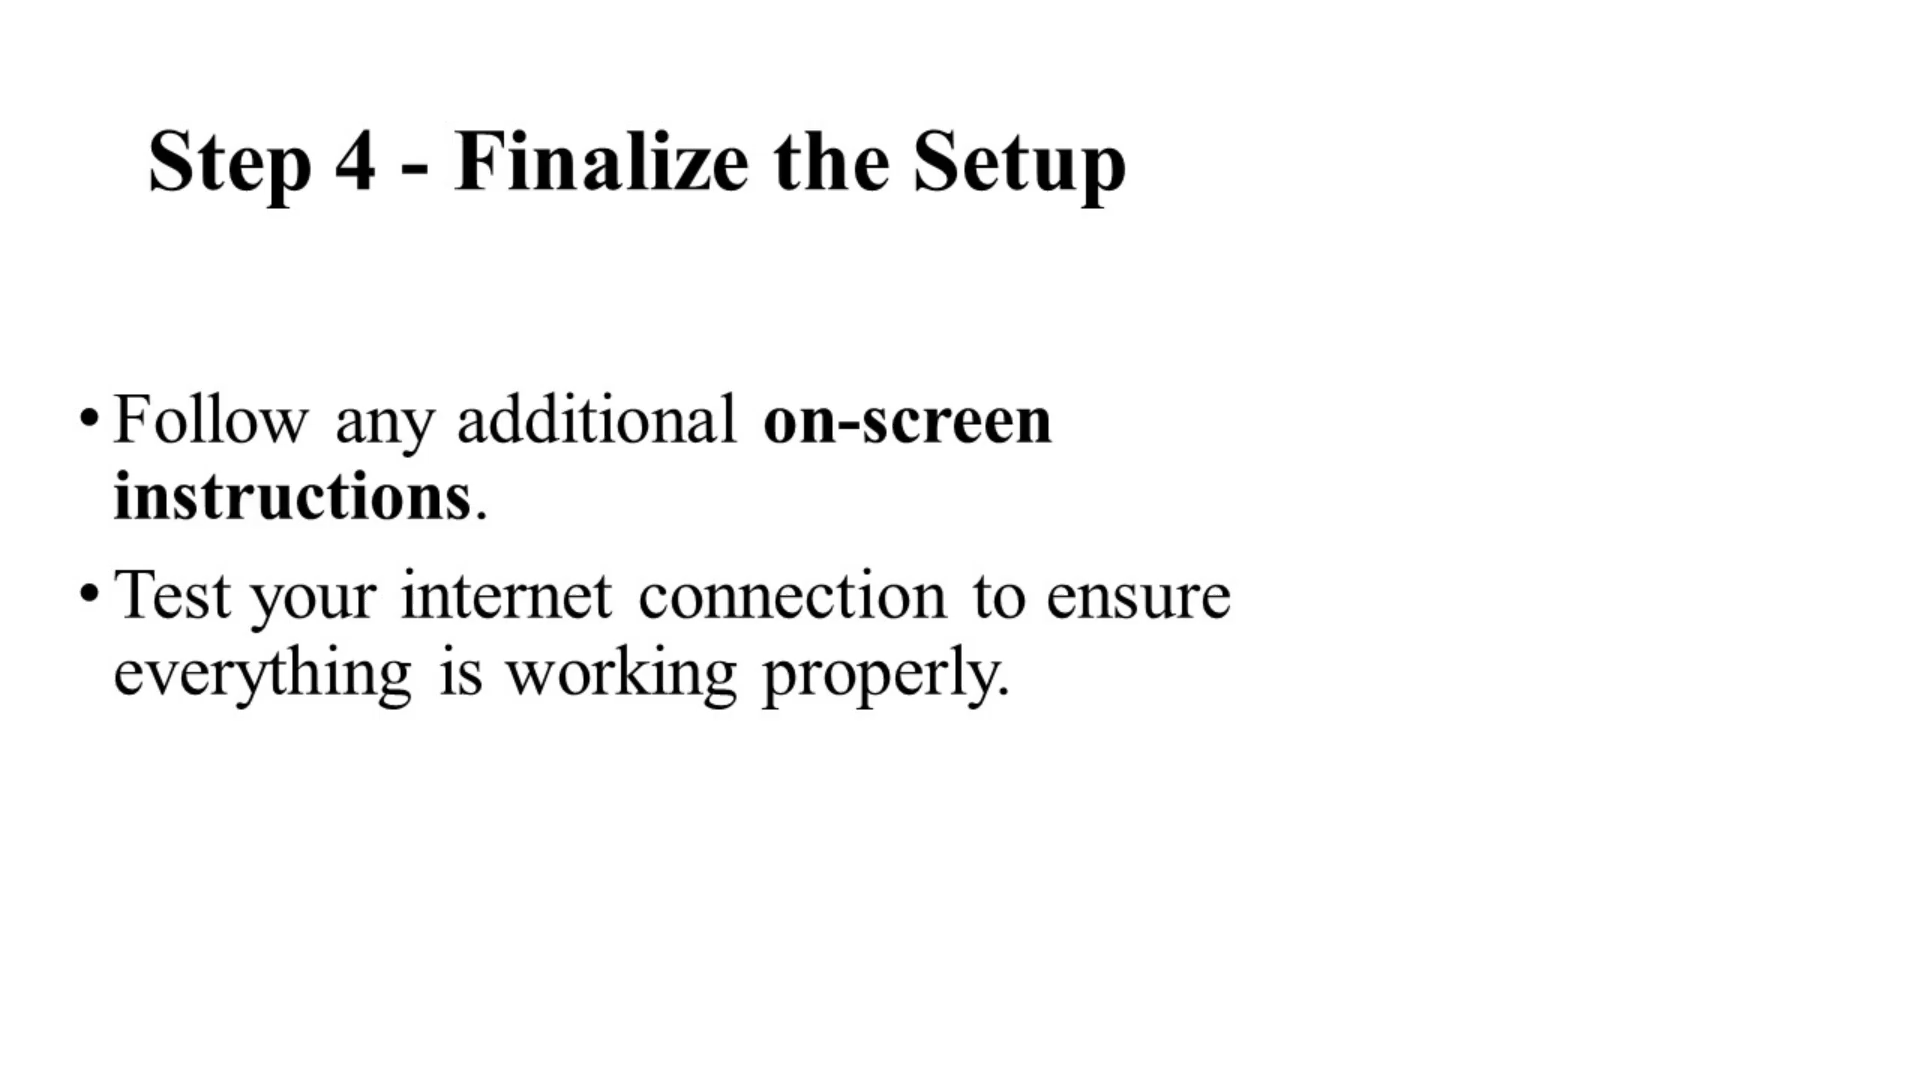 Step 4 - Finalize the Setup
• Follow any additional on-screen
instructions.
• Test your internet connection to ensure
everything is working properly.